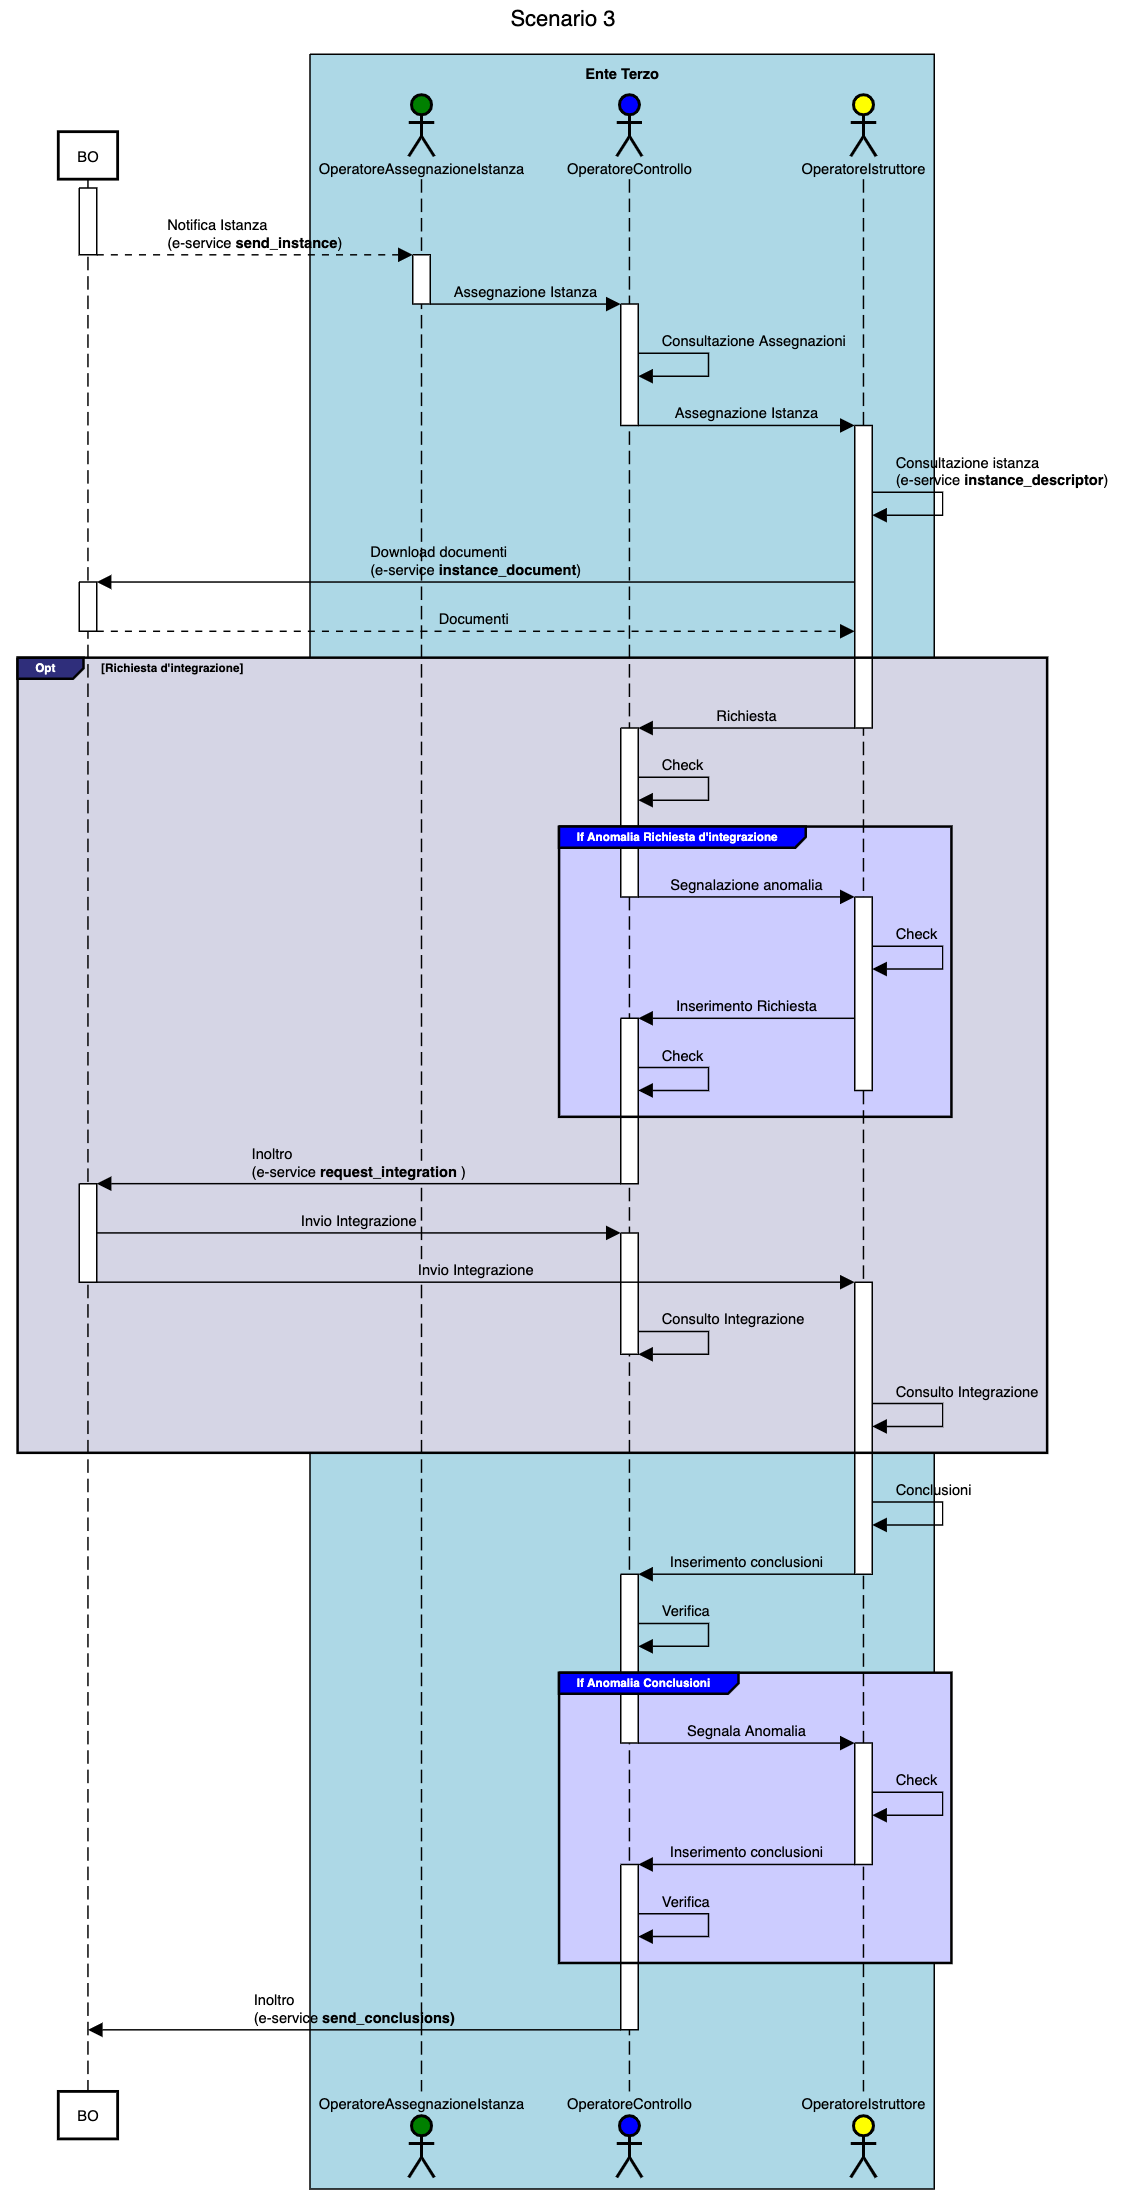 Scenario 3
Ente Terzo
BO
OperatoreAssegnazioneIstanza
OperatoreControllo
OperatoreIstruttore
Notifica Istanza
(e-service send_instance)
Assegnazione Istanza
Consultazione Assegnazioni
Assegnazione Istanza
Consultazione istanza
(e-service instance_descriptor)
Download documenti
(e-service instance_document)
Documenti
Opt
[Richiesta d'integrazione]
Richiesta
Check
If Anomalia Richiesta d'integrazione
Segnalazione anomalia
Check
Inserimento Richiesta
Check
Inoltro
(e-service request_integration )
Invio Integrazione
Invio Integrazione
Consulto Integrazione
Consulto Integrazione
Conclusioni
Inserimento conclusioni
Verifica
If Anomalia Conclusioni
Segnala Anomalia
Check
Inserimento conclusioni
Verifica
Inoltro
(e-service send_conclusions)
BO
OperatoreAssegnazioneIstanza
OperatoreControllo
OperatoreIstruttore